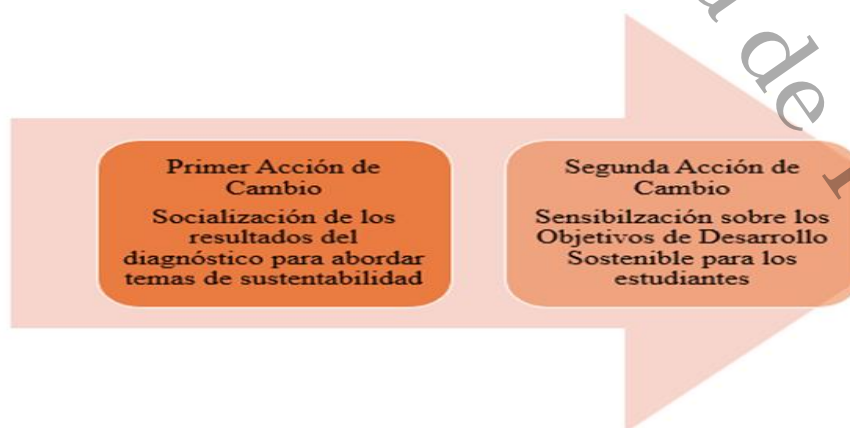 Primer Acción de
Cambio
Socialización de los
resultados del
diagnóstico para abordar
temas de sustentabilidad
Segunda Acción de
Cambio
Sensibilzación sobre los
Objetivos de Desarrollo
Sostenible para los
estudiantes
de